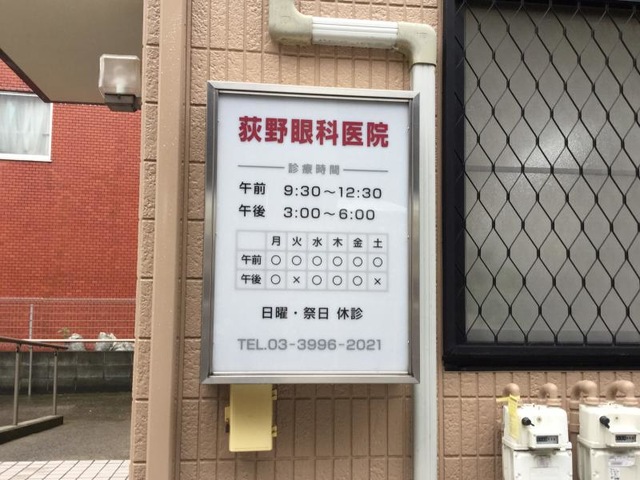 荻野眼科医院
診療時間
午前 9:30～12:30
午後 3:00～6:00
月 火 水 木 金 土
午前 ○ ○ ○ ○ ○ ○
午後 ○ × ○ ○ ○ ×
日曜・祭日 休診
TEL.03-3996-2021